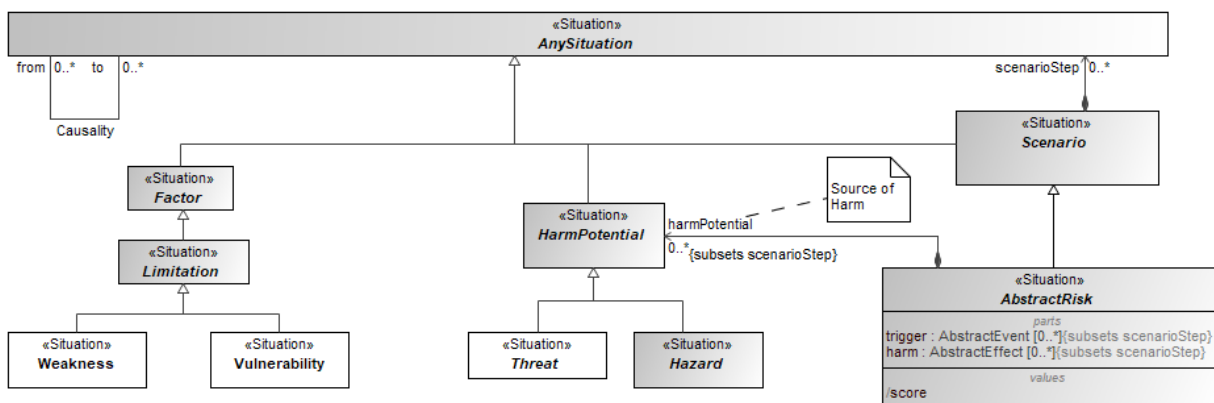 «Situation»
AnySituation
from 0..* to 0..*
Causality
scenarioStep 0..*
«Situation»
Scenario
«Situation»
Factor
Source of
Harm
«Situation»
HarmPotential
harmPotential
0..* {subsets scenarioStep}
«Situation»
Limitation
«Situation»
AbstractRisk
parts
trigger : AbstractEvent [0..*]{subsets scenarioStep}
harm : AbstractEffect [0..*]{subsets scenarioStep}
values
/score
«Situation»
Weakness
«Situation»
Vulnerability
«Situation»
Threat
«Situation»
Hazard